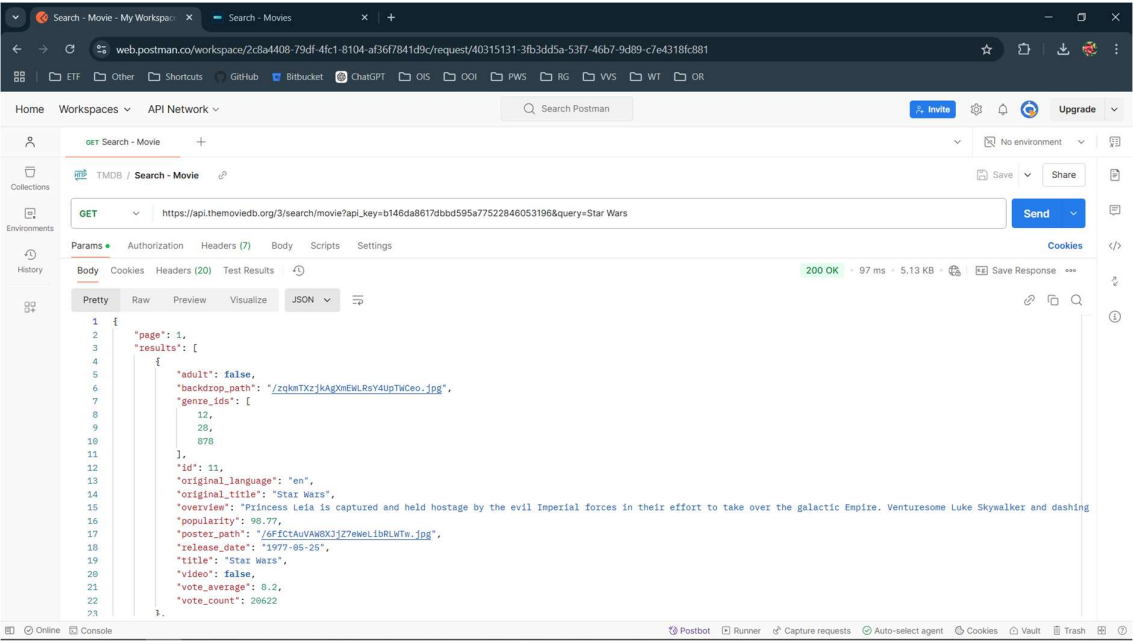 Search - Movie - My Workspac
Search - Movies
web.postman.co/workspace/2c8a4408-79df-4fc1-8104-af36f7841d9c/request/40315131-3fb3dd5a-53f7-46b7-9d89-c7e4318fc881
ETF Other Shortcuts GitHub Bitbucket ChatGPT OIS OOI PWS RG VVS WT OR
Home Workspaces API Network Search Postman Invite Upgrade
GET Search - Movie No environment
Collections
HTTP TMDB / Search - Movie Save Share
Environments
GET https://api.themoviedb.org/3/search/movie?api_key=b146da8617dbbd595a77522846053196&query=Star Wars Send
History
Params Authorization Headers (7) Body Scripts Settings Cookies
Body Cookies Headers (20) Test Results 200 OK 97 ms 5.13 KB Save Response
Pretty Raw Preview Visualize JSON
1 {
2 "page": 1,
3 "results": [
4 {
5 "adult": false,
6 "backdrop_path": "/zqkmTXzjkAgXmEWLRsY4UpTWCeo.jpg",
7 "genre_ids": [
8 12,
9 28,
10 878
11 ],
12 "id": 11,
13 "original_language": "en",
14 "original_title": "Star Wars",
15 "overview": "Princess Leia is captured and held hostage by the evil Imperial forces in their effort to take over the galactic Empire. Venturesome Luke Skywalker and dashing
16 "popularity": 98.77,
17 "poster_path": "/6FfCtAuVAW8XJjZ7eWeLibRLWTw.jpg",
18 "release_date": "1977-05-25",
19 "title": "Star Wars",
20 "video": false,
21 "vote_average": 8.2,
22 "vote_count": 20622
23 },
Online Console Postbot Runner Capture requests Auto-select agent Cookies Vault Trash